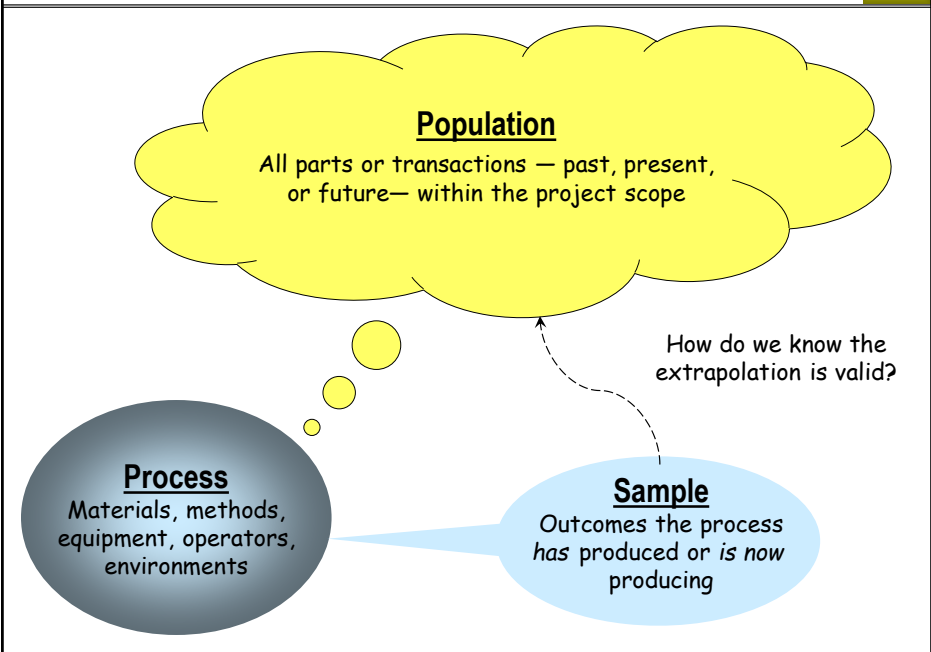 Population
All parts or transactions — past, present,
or future— within the project scope
How do we know the
extrapolation is valid?
Process
Materials, methods,
equipment, operators,
environments
Sample
Outcomes the process
has produced or is now
producing